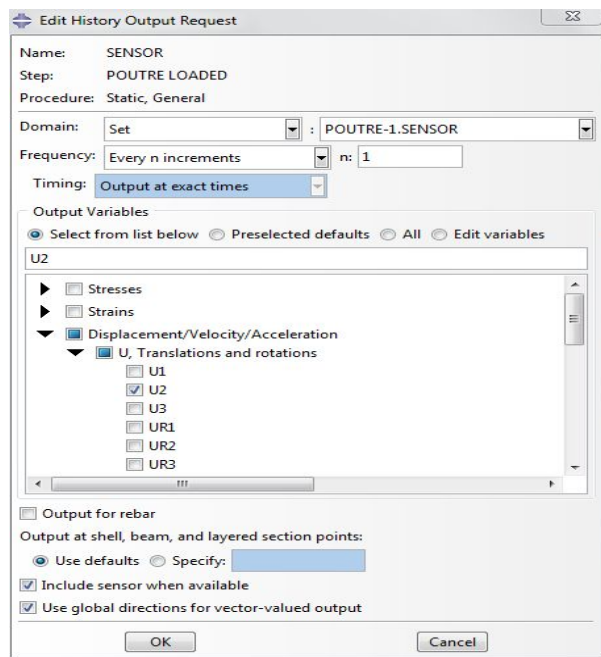 Edit History Output Request
Name: SENSOR
Step: POUTRE LOADED
Procedure: Static, General
Domain: Set : POUTRE-1.SENSOR
Frequency: Every n increments n: 1
Timing: Output at exact times
Output Variables
Select from list below Preselected defaults All Edit variables
U2
Stresses
Strains
Displacement/Velocity/Acceleration
U, Translations and rotations
U1
U2
U3
UR1
UR2
UR3
Output for rebar
Output at shell, beam, and layered section points:
Use defaults Specify:
Include sensor when available
Use global directions for vector-valued output
OK Cancel